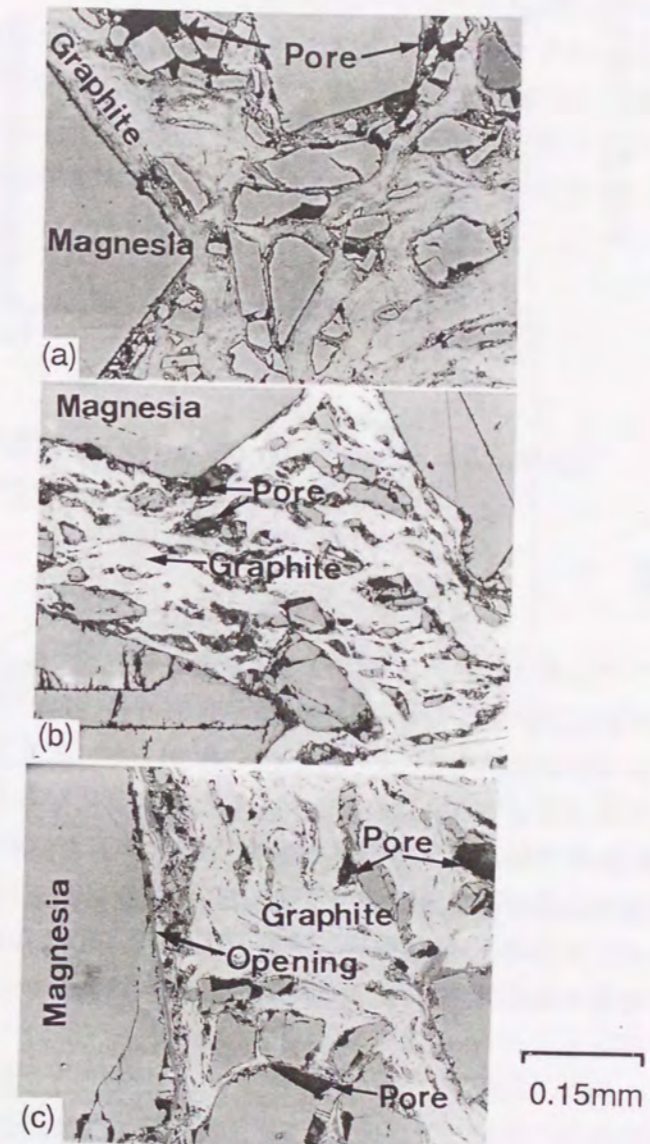 Pore
Graphite
Magnesia
(a)
Magnesia
Pore
Graphite
(b)
Pore
Graphite
Magnesia
Opening
Pore
(c)
0.15mm